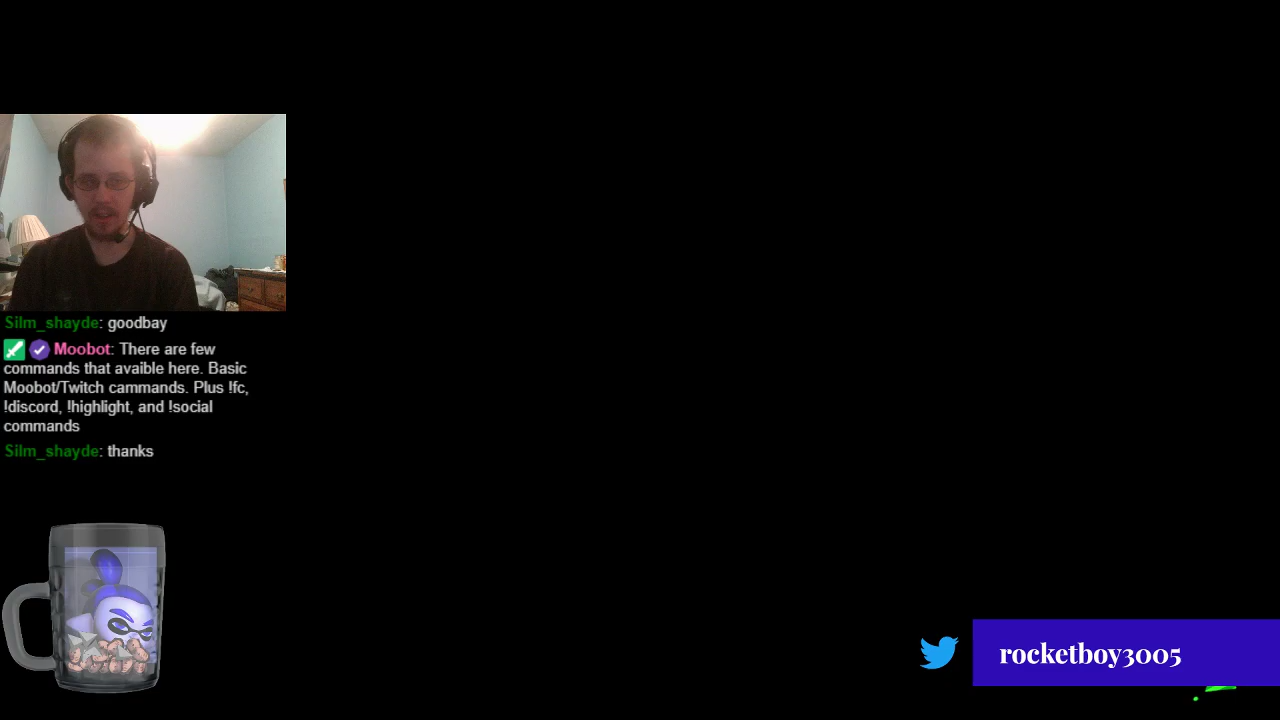 Silm_shayde: goodbay
Moobot: There are few
commands that avaible here. Basic
Moobot/Twitch cammands. Plus !fc,
!discord, !highlight, and !social
commands
Silm_shayde: thanks
rocketboy3005